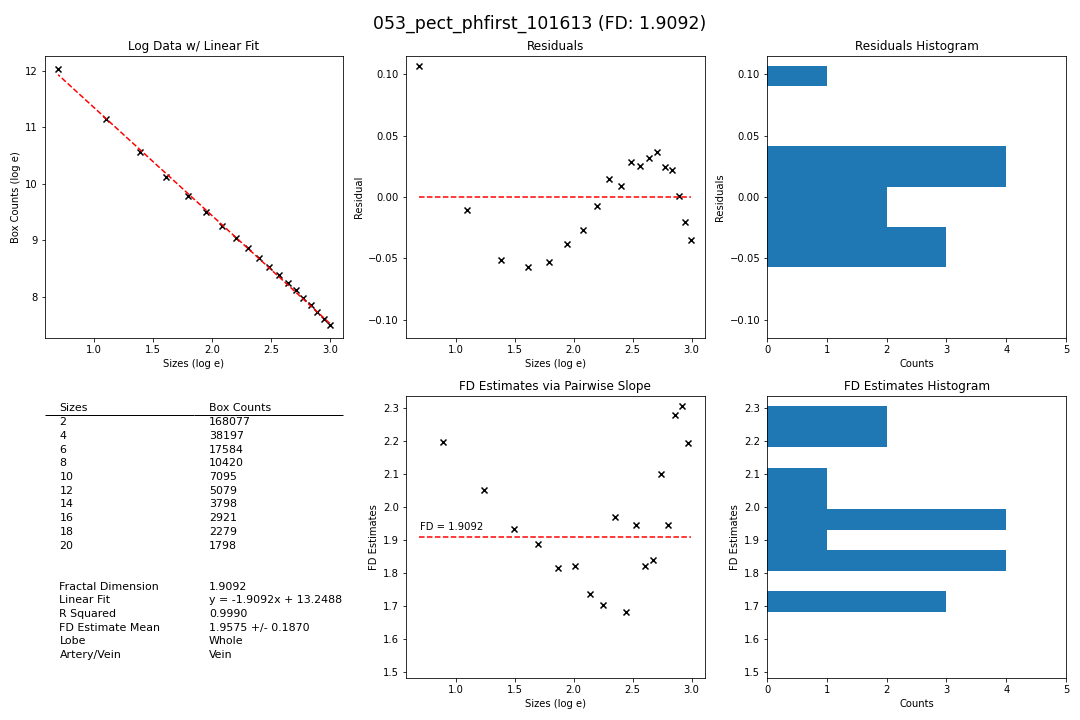 053_pect_phfirst_101613 (FD: 1.9092)
Log Data w/ Linear Fit
12
11
10
9
8
Box Counts (log e)
1.0 1.5 2.0 2.5 3.0
Sizes (log e)
Residuals
0.10
0.05
0.00
−0.05
−0.10
Residual
1.0 1.5 2.0 2.5 3.0
Sizes (log e)
Residuals Histogram
0.10
0.05
0.00
−0.05
−0.10
Residuals
0 1 2 3 4 5
Counts
Sizes Box Counts
2 168077
4 38197
6 17584
8 10420
10 7095
12 5079
14 3798
16 2921
18 2279
20 1798
Fractal Dimension 1.9092
Linear Fit y = -1.9092x + 13.2488
R Squared 0.9990
FD Estimate Mean 1.9575 +/- 0.1870
Lobe Whole
Artery/Vein Vein
FD Estimates via Pairwise Slope
2.3
2.2
2.1
2.0
1.9
1.8
1.7
1.6
1.5
FD Estimates
FD = 1.9092
1.0 1.5 2.0 2.5 3.0
Sizes (log e)
FD Estimates Histogram
2.3
2.2
2.1
2.0
1.9
1.8
1.7
1.6
1.5
FD Estimates
0 1 2 3 4 5
Counts